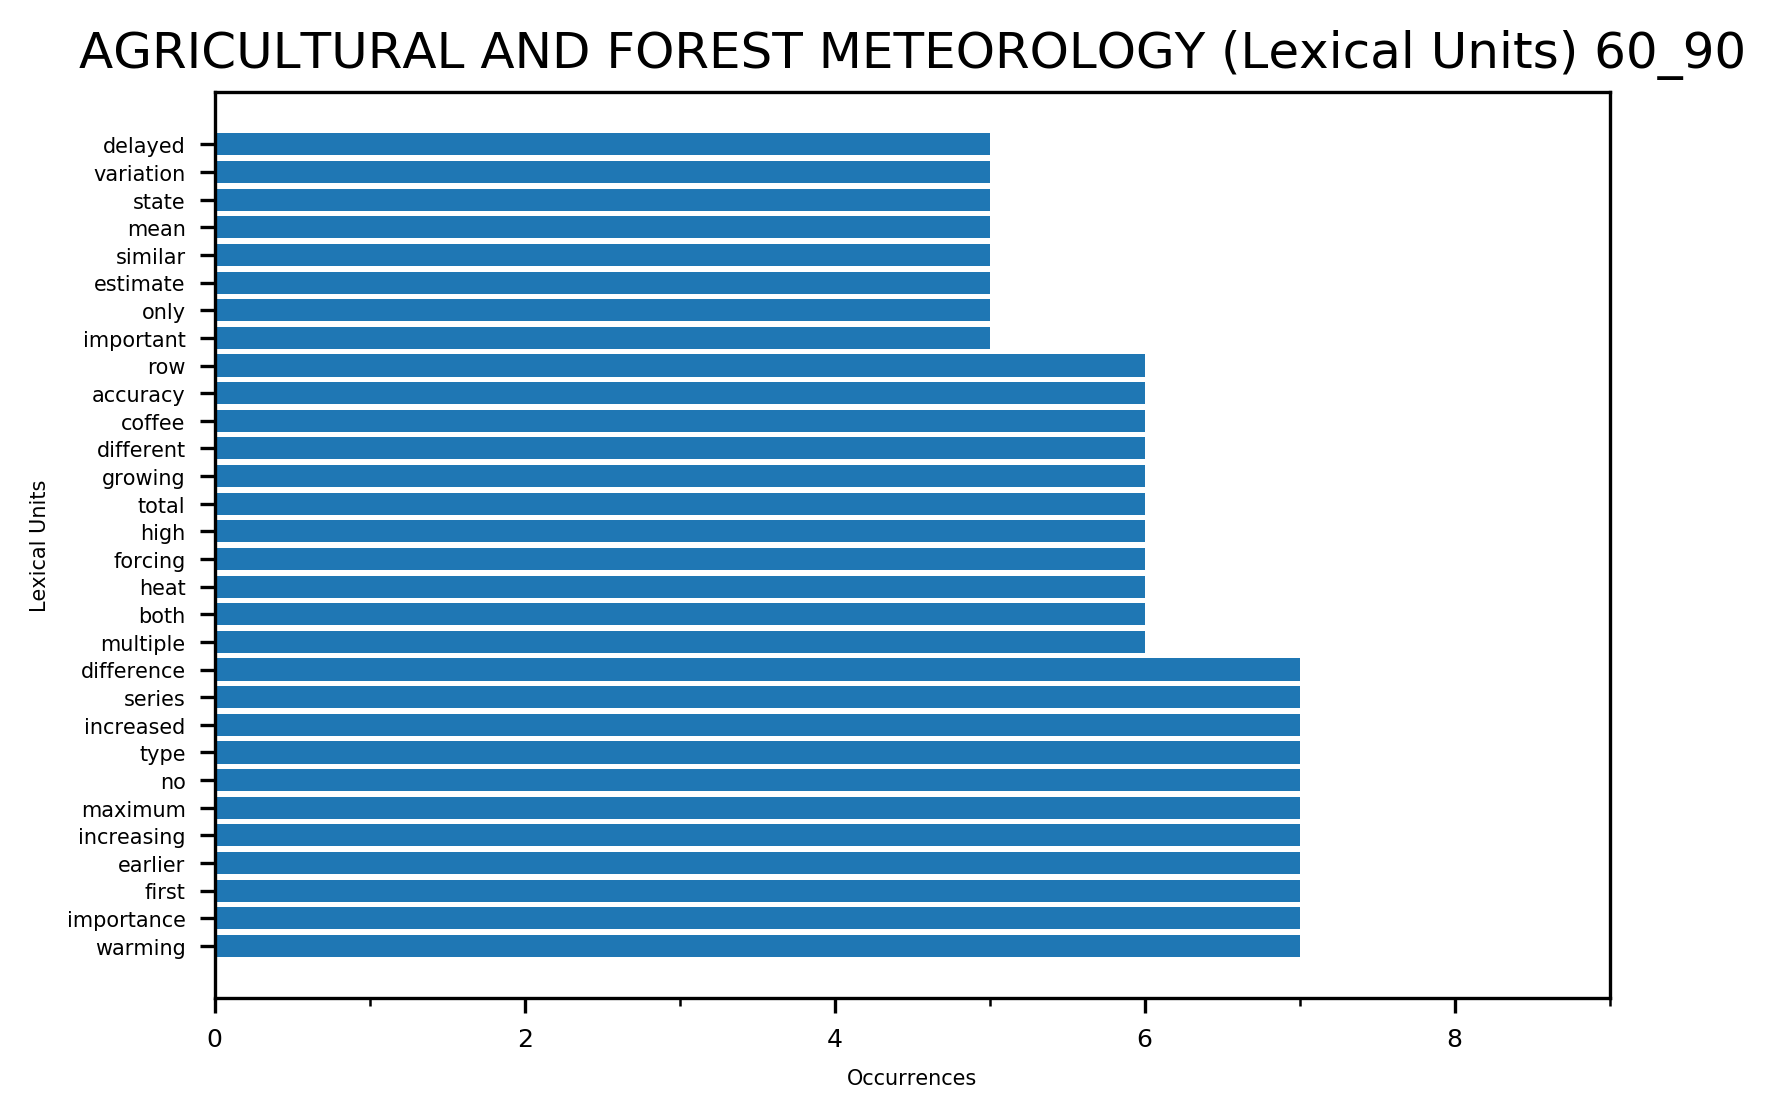 AGRICULTURAL AND FOREST METEOROLOGY (Lexical Units) 60_90
Lexical Units
delayed
variation
state
mean
similar
estimate
only
important
row
accuracy
coffee
different
growing
total
high
forcing
heat
both
multiple
difference
series
increased
type
no
maximum
increasing
earlier
first
importance
warming
0 2 4 6 8
Occurrences